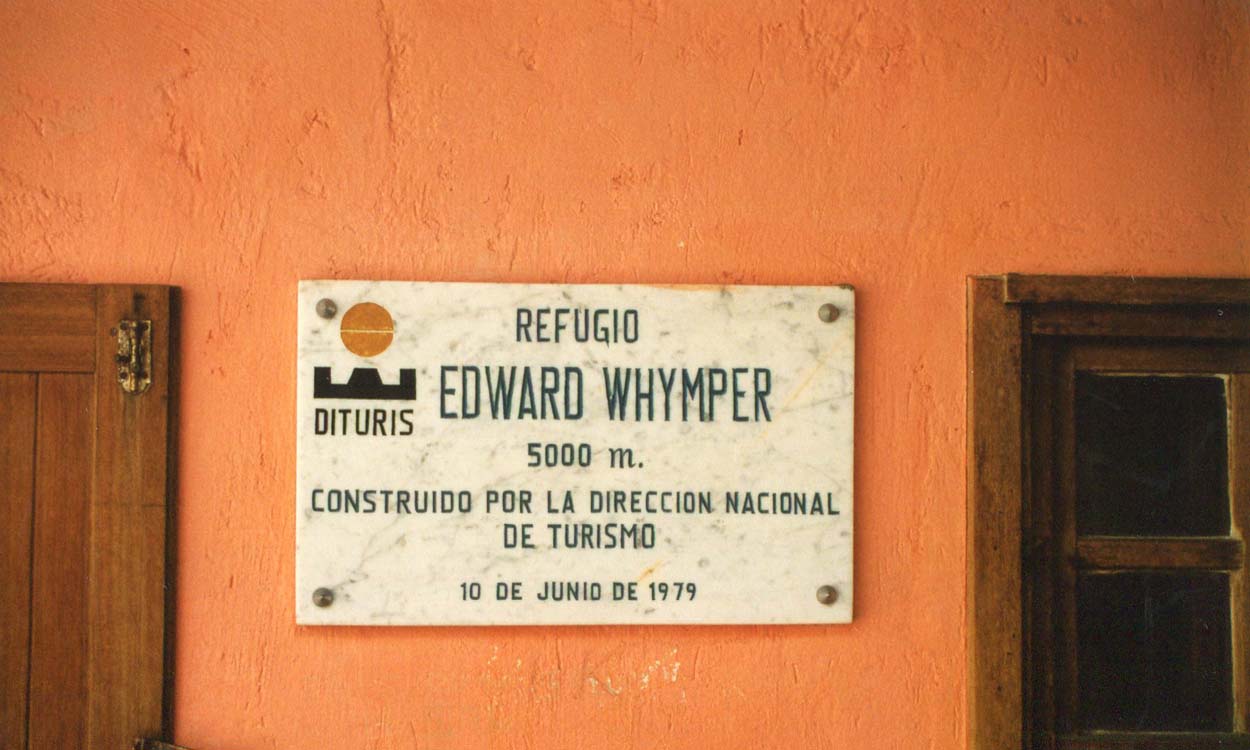 REFUGIO
EDWARD WHYMPER
DITURIS
5000 m.
CONSTRUIDO POR LA DIRECCION NACIONAL
DE TURISMO
10 DE JUNIO DE 1979